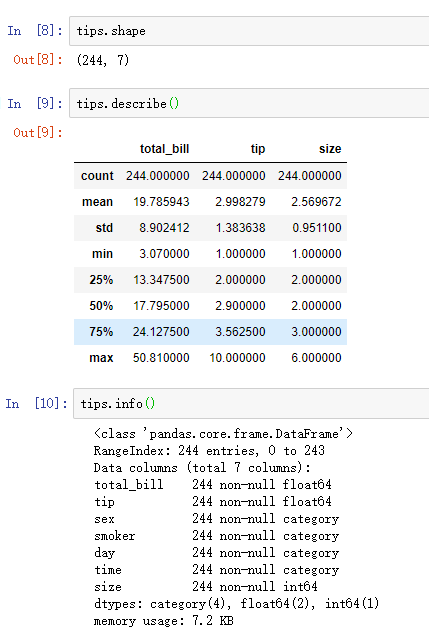 In [8]: tips.shape
Out[8]: (244, 7)
In [9]: tips.describe()
Out[9]:
total_bill tip size
count 244.000000 244.000000 244.000000
mean 19.785943 2.998279 2.569672
std 8.902412 1.383638 0.951100
min 3.070000 1.000000 1.000000
25% 13.347500 2.000000 2.000000
50% 17.795000 2.900000 2.000000
75% 24.127500 3.562500 3.000000
max 50.810000 10.000000 6.000000
In [10]: tips.info()
<class 'pandas.core.frame.DataFrame'>
RangeIndex: 244 entries, 0 to 243
Data columns (total 7 columns):
total_bill 244 non-null float64
tip 244 non-null float64
sex 244 non-null category
smoker 244 non-null category
day 244 non-null category
time 244 non-null category
size 244 non-null int64
dtypes: category(4), float64(2), int64(1)
memory usage: 7.2 KB